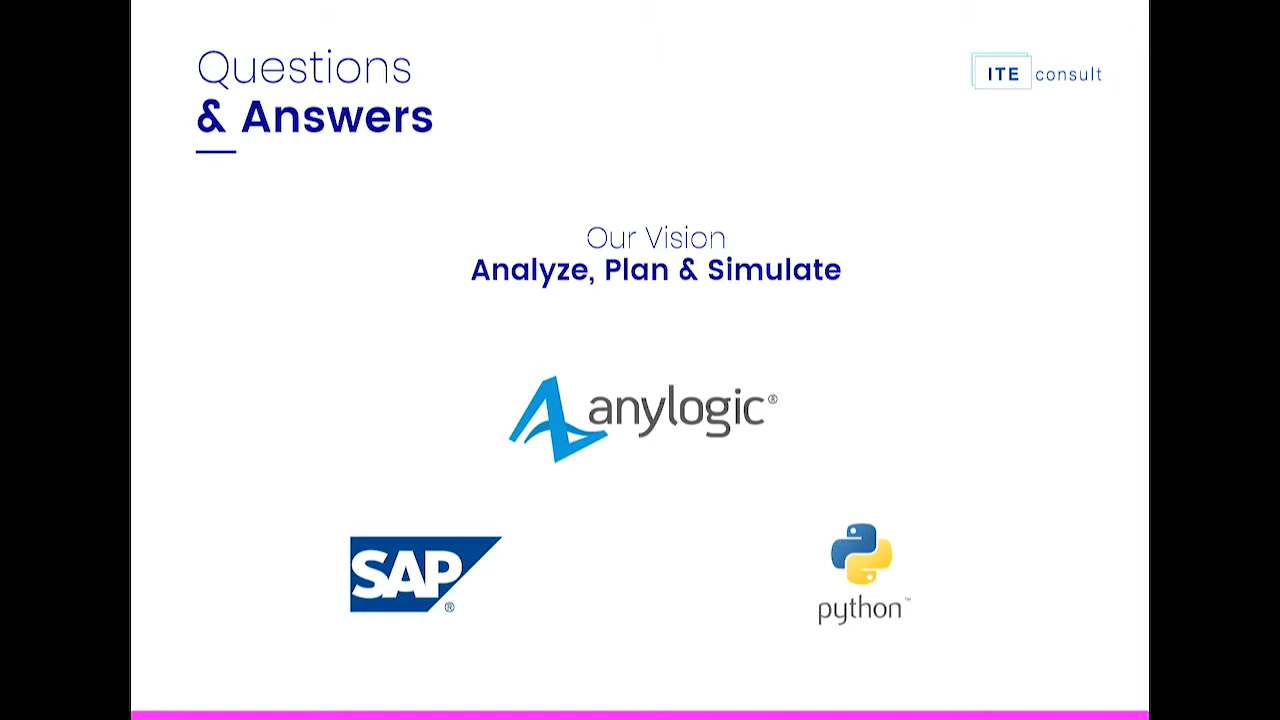 Questions
& Answers
ITE consult
Our Vision
Analyze, Plan & Simulate
anylogic®
SAP®
python™